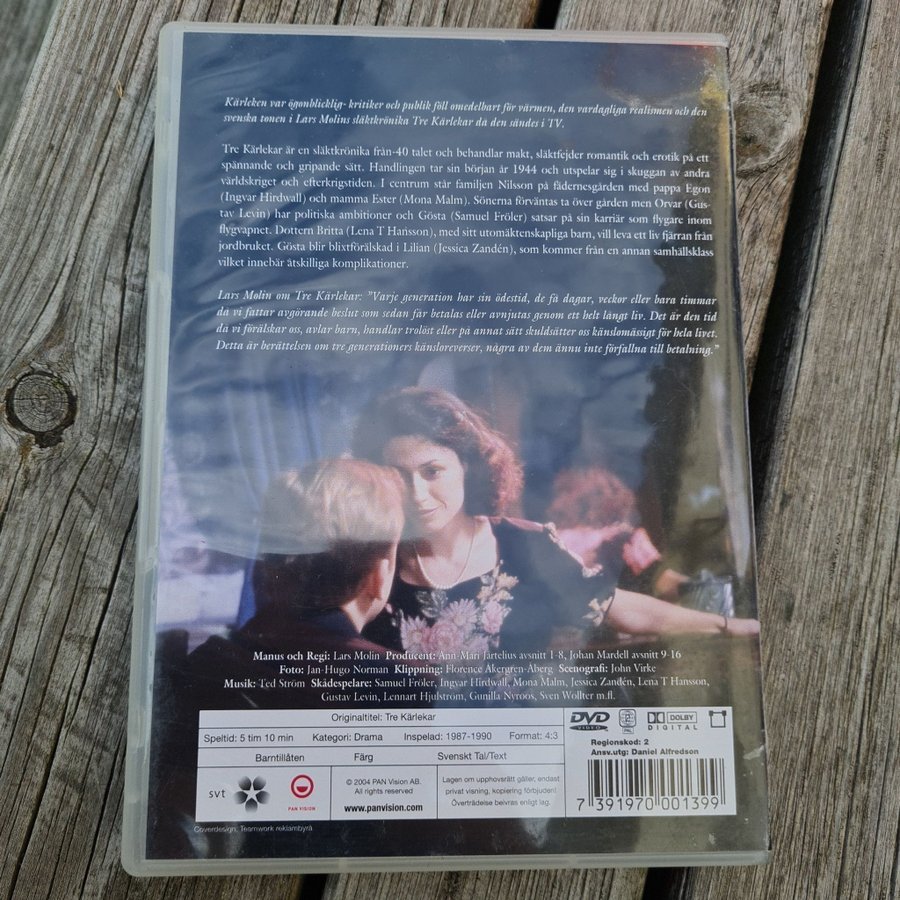 Kärleken var ögonblicklig- kritiker och publik föll omedelbart för värmen, den vardagliga realismen och den
svenska tonen i Lars Molins släktkrönika Tre Kärlekar då den sändes i TV.
Tre Kärlekar är en släktkrönika från-40 talet och behandlar makt, släktfejder romantik och erotik på ett
spännande och gripande sätt. Handlingen tar sin början år 1944 och utspelar sig i skuggan av andra
världskriget och efterkrigstiden. I centrum står familjen Nilsson på fädernesgården med pappa Egon
(Ingvar Hirdwall) och mamma Ester (Mona Malm). Sönerna förväntas ta över gården men Orvar (Gus-
tav Levin) har politiska ambitioner och Gösta (Samuel Fröler) satsar på sin karriär som flygare inom
flygvapnet. Dottern Britta (Lena T Hansson), med sitt utomäktenskapliga barn, vill leva ett liv fjärran från
jordbruket. Gösta blir blixtförälskad i Lilian (Jessica Zandén), som kommer från en annan samhällsklass
vilket innebär åtskilliga komplikationer.
Lars Molin om Tre Kärlekar: "Varje generation har sin ödestid, de få dagar, veckor eller bara timmar
da vi fattar avgörande beslut som sedan får betalas eller avnjutas genom ett helt långt liv. Det är den tid
da vi förälskar oss, avlar barn, handlar trolöst eller på annat sätt skuldsätter oss känslomässigt för hela livet.
Detta är berättelsen om tre generationers känsloreverser, några av dem ännu inte förfallna till betalning."
Manus och Regi: Lars Molin Producent: Ann-Mari Jartelius avsnitt 1-8, Johan Mardell avsnitt 9-16
Foto: Jan-Hugo Norman Klippning: Florence Åkergren-Åberg Scenografi: John Virke
Musik: Ted Ström Skådespelare: Samuel Fröler, Ingvar Hirdwall, Mona Malm, Jessica Zandén, Lena T Hansson,
Gustav Levin, Lennart Hjulström, Gunilla Nyroos, Sven Wollter m.fl.
Originaltitel: Tre Kärlekar
Speltid: 5 tim 10 min Kategori: Drama Inspelad: 1987-1990 Format: 4:3
Barntillåten Färg Svenskt Tal/Text
svt
PAN VISION
© 2004 PAN Vision AB.
All rights reserved
www.panvision.com
Lagen om upphovsrätt gäller, endast
privat visning, kopiering förbjuden!
Överträdelse beivras enligt lag.
DVD VIDEO 2 PAL DOLBY DIGITAL
Regionskod: 2
Ansv.utg: Daniel Alfredson
7 391970 001399
Coverdesign, Teamwork reklambyrå